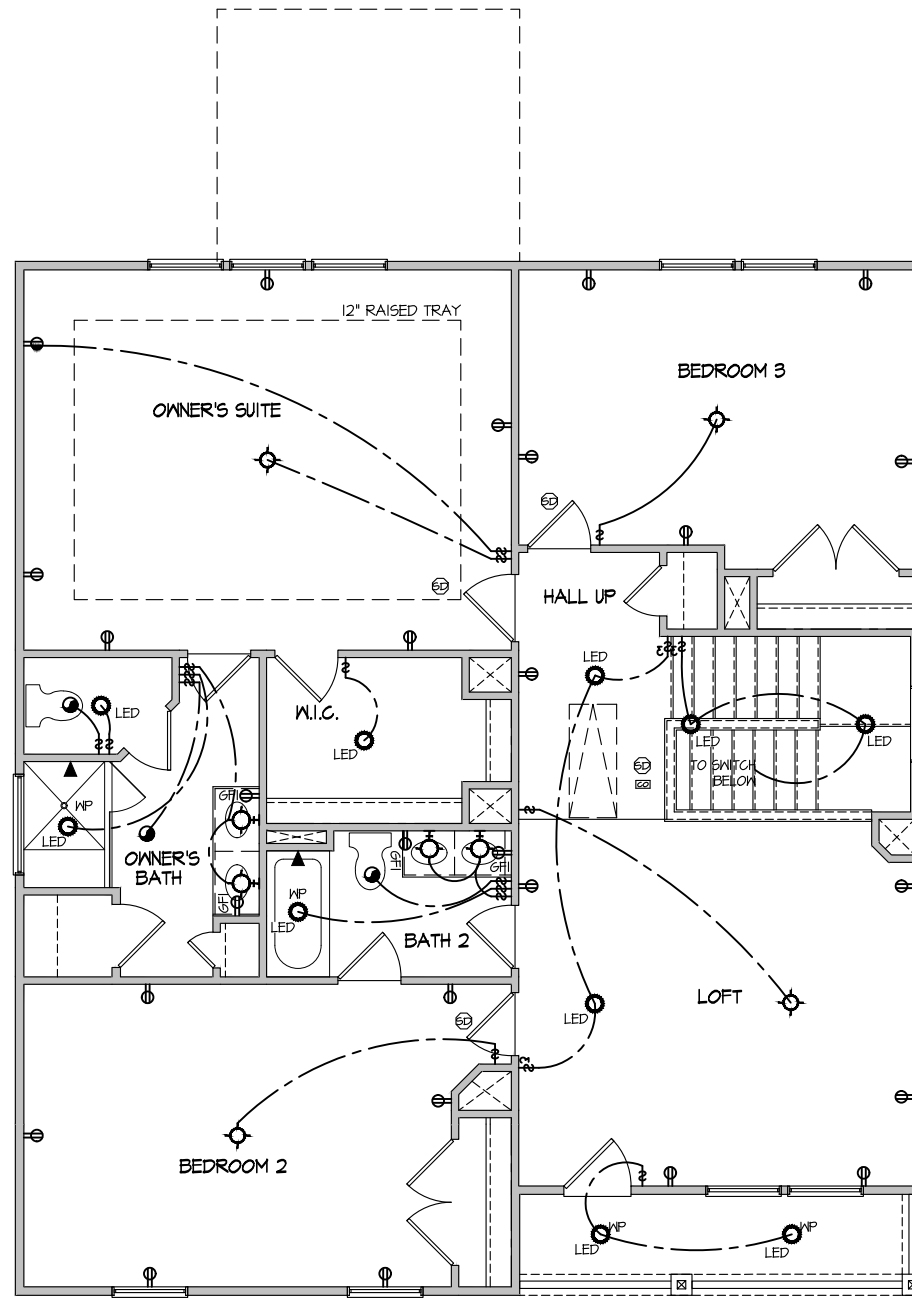 12" RAISED TRAY
BEDROOM 3
OWNER'S SUITE
SD
SD
HALL UP
LED
3
LED
W.I.C.
LED
LED
LED
SD
CO
TO SWITCH
BELOW
GFI
WP
LED
OWNER'S
BATH
GFI
GFI
GFI
WP
LED
BATH 2
LOFT
LED
SD
3
BEDROOM 2
WP
LED
WP
LED